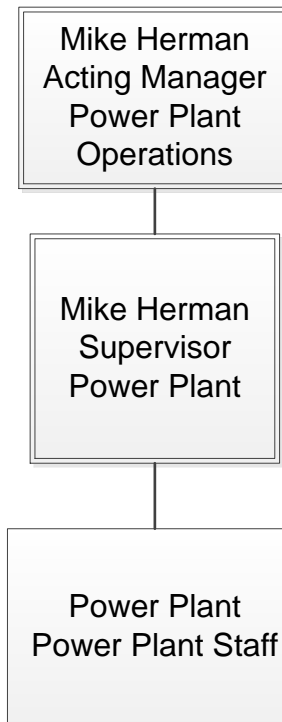 Mike Herman
Acting Manager
Power Plant
Operations
Mike Herman
Supervisor
Power Plant
Power Plant
Power Plant Staff